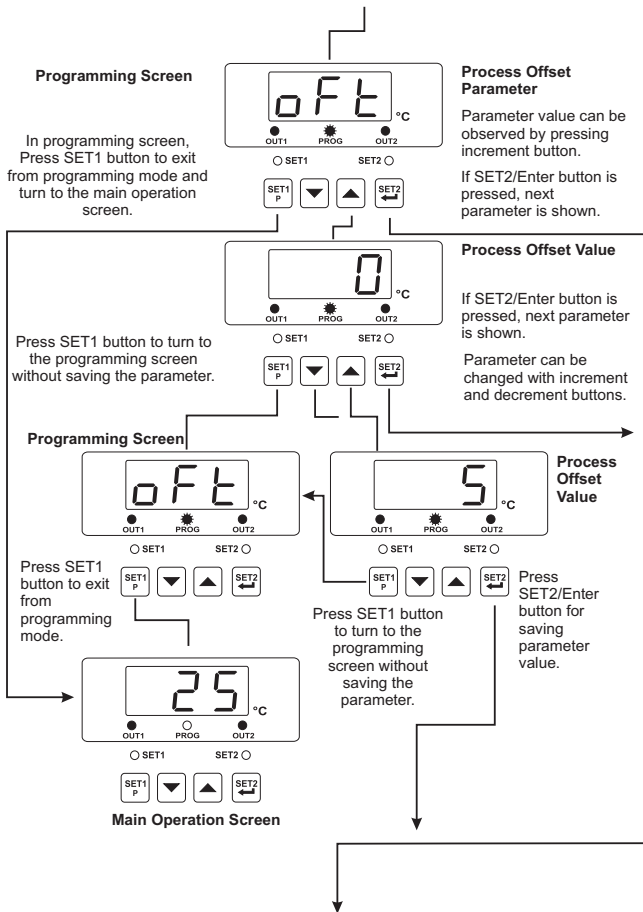 Programming Screen
oFt
°C
OUT1 PROG OUT2
SET1 SET2
SET1 P SET2
Process Offset
Parameter
Parameter value can be
observed by pressing
increment button.
If SET2/Enter button is
pressed, next
parameter is shown.
In programming screen,
Press SET1 button to exit
from programming mode and
turn to the main operation
screen.
0
°C
OUT1 PROG OUT2
SET1 SET2
SET1 P SET2
Process Offset Value
If SET2/Enter button is
pressed, next parameter
is shown.
Parameter can be
changed with increment
and decrement buttons.
Press SET1 button to turn to
the programming screen
without saving the parameter.
Programming Screen
oFt
°C
OUT1 PROG OUT2
SET1 SET2
SET1 P SET2
Press SET1
button to exit
from
programming
mode.
5
°C
OUT1 PROG OUT2
SET1 SET2
SET1 P SET2
Process
Offset
Value
Press SET1 button
to turn to the
programming
screen without
saving the
parameter.
Press
SET2/Enter
button for
saving
parameter
value.
25
°C
OUT1 PROG OUT2
SET1 SET2
SET1 P SET2
Main Operation Screen